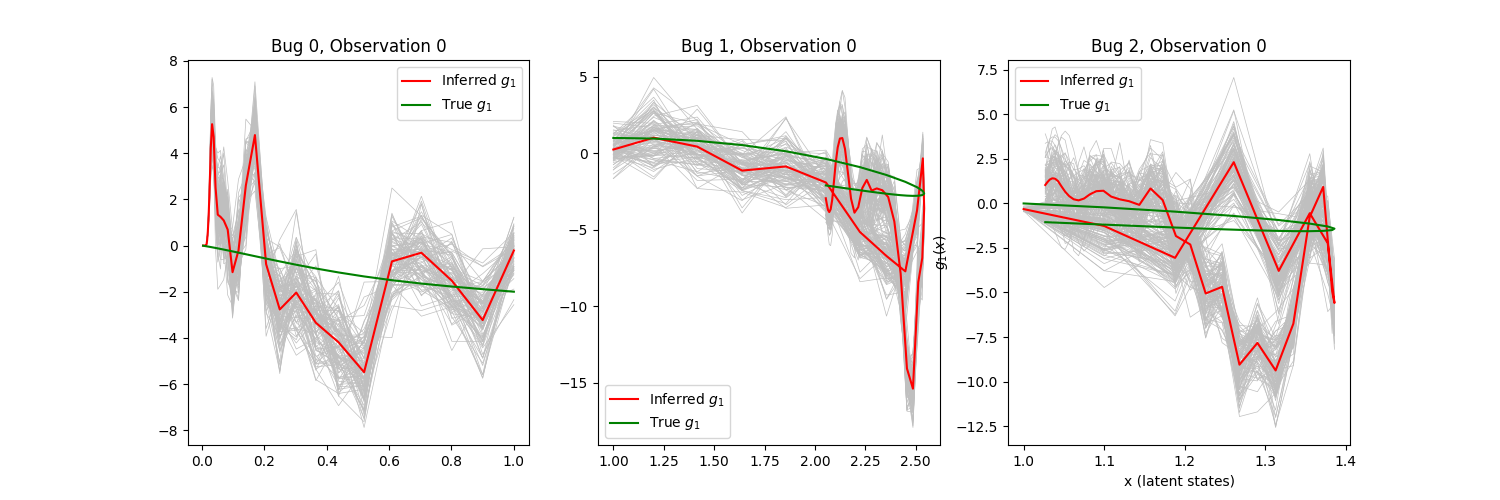 Bug 0, Observation 0
8
6
4
2
0
−2
−4
−6
−8
0.0 0.2 0.4 0.6 0.8 1.0
Inferred g₁
True g₁
Bug 1, Observation 0
5
0
−5
−10
−15
1.00 1.25 1.50 1.75 2.00 2.25 2.50
Inferred g₁
True g₁
Bug 2, Observation 0
g₁(x)
7.5
5.0
2.5
0.0
−2.5
−5.0
−7.5
−10.0
−12.5
1.0 1.1 1.2 1.3 1.4
x (latent states)
Inferred g₁
True g₁